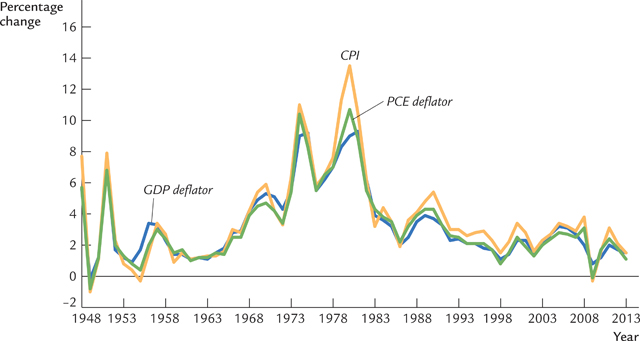 Percentage
change
16
14
12
10
8
6
4
2
0
–2
CPI
PCE deflator
GDP deflator
1948 1953 1958 1963 1968 1973 1978 1983 1988 1993 1998 2003 2008 2013
Year